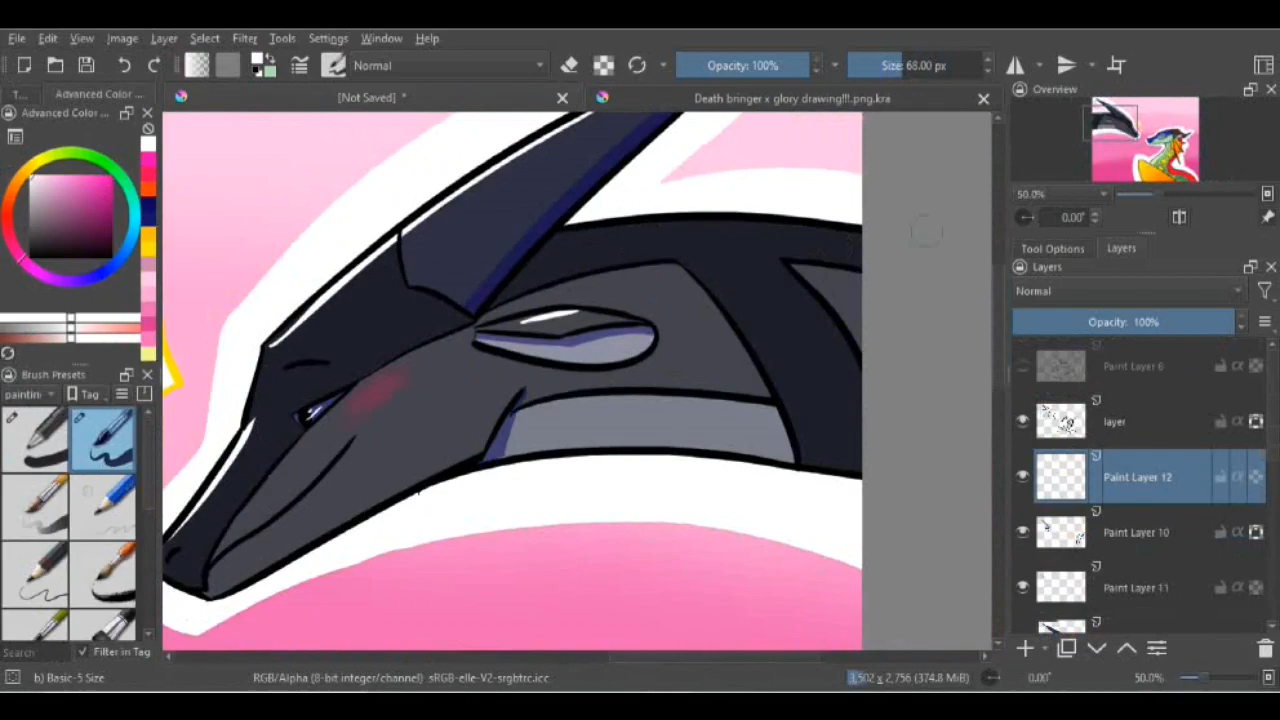 File Edit View Image Layer Select Filter Tools Settings Window Help
Normal Opacity: 100% Size: 68.00 px
T... Advanced Color ... [Not Saved] * Death bringer x glory drawing!!!.png.kra Overview
Advanced Color ...
50.0%
0.00°
Tool Options Layers
Layers
Normal
Opacity: 100%
Paint Layer 6
Brush Presets
paintin Tag
layer
Paint Layer 12
Paint Layer 10
Paint Layer 11
Search Filter in Tag
b) Basic-5 Size RGB/Alpha (8-bit integer/channel) sRGB-elle-V2-srgbtrc.icc 3,502 x 2,756 (374.8 MiB) 0.00° 50.0%